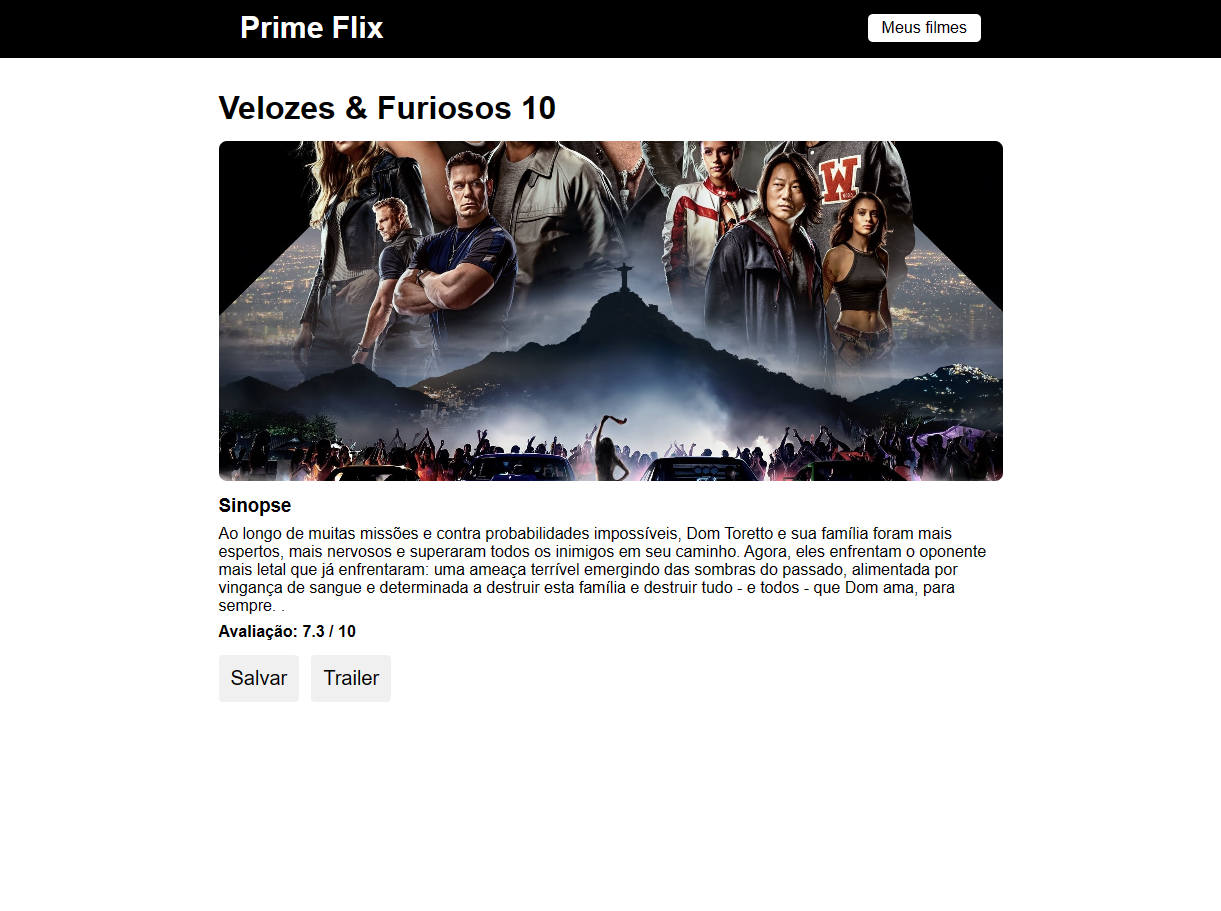 Prime Flix
Meus filmes
Velozes & Furiosos 10
W
Sinopse
Ao longo de muitas missões e contra probabilidades impossíveis, Dom Toretto e sua família foram mais
espertos, mais nervosos e superaram todos os inimigos em seu caminho. Agora, eles enfrentam o oponente
mais letal que já enfrentaram: uma ameaça terrível emergindo das sombras do passado, alimentada por
vingança de sangue e determinada a destruir esta família e destruir tudo - e todos - que Dom ama, para
sempre. .
Avaliação: 7.3 / 10
Salvar
Trailer